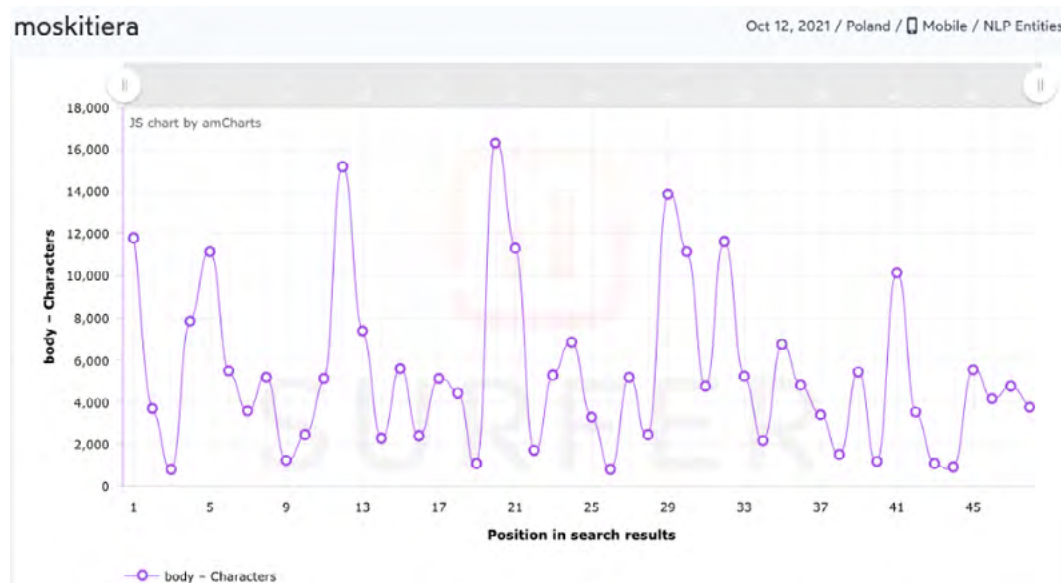 moskitiera
Oct 12, 2021 / Poland / Mobile / NLP Entities
JS chart by amCharts
18,000
16,000
14,000
12,000
10,000
8,000
6,000
4,000
2,000
0
body – Characters
SURFER
1 5 9 13 17 21 25 29 33 37 41 45
Position in search results
body – Characters